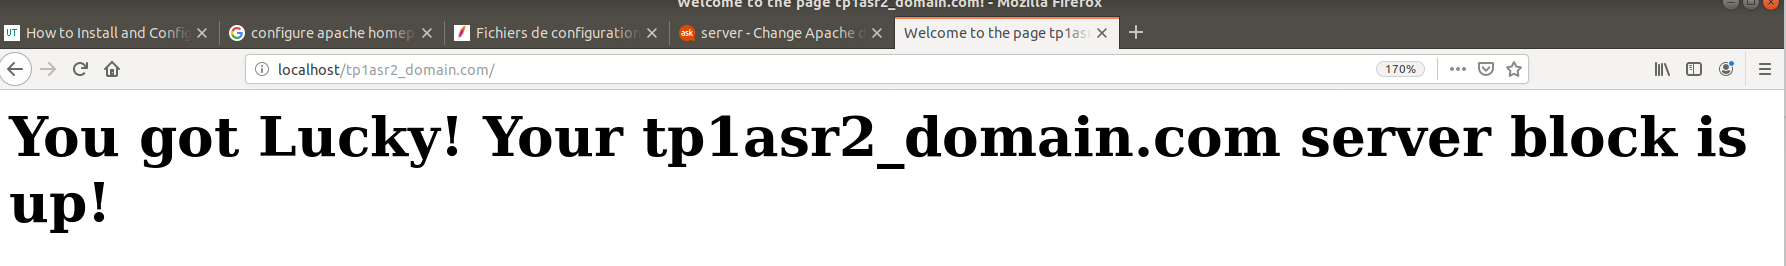 Welcome to the page tp1asr2_domain.com! - Mozilla Firefox
UT How to Install and Config
configure apache homep
Fichiers de configuration
ask server - Change Apache d
Welcome to the page tp1as
localhost/tp1asr2_domain.com/
170%
You got Lucky! Your tp1asr2_domain.com server block is
up!